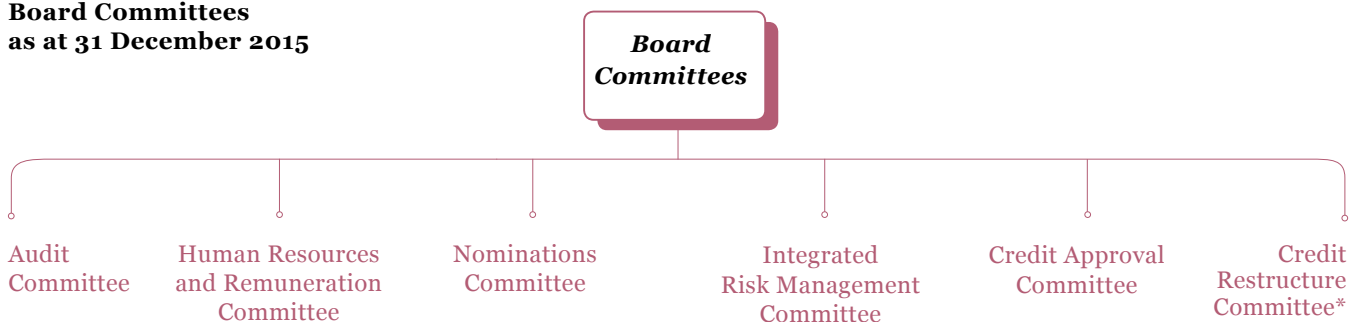 Board Committees
as at 31 December 2015
Board
Committees
Audit
Committee
Human Resources
and Remuneration
Committee
Nominations
Committee
Integrated
Risk Management
Committee
Credit Approval
Committee
Credit
Restructure
Committee*